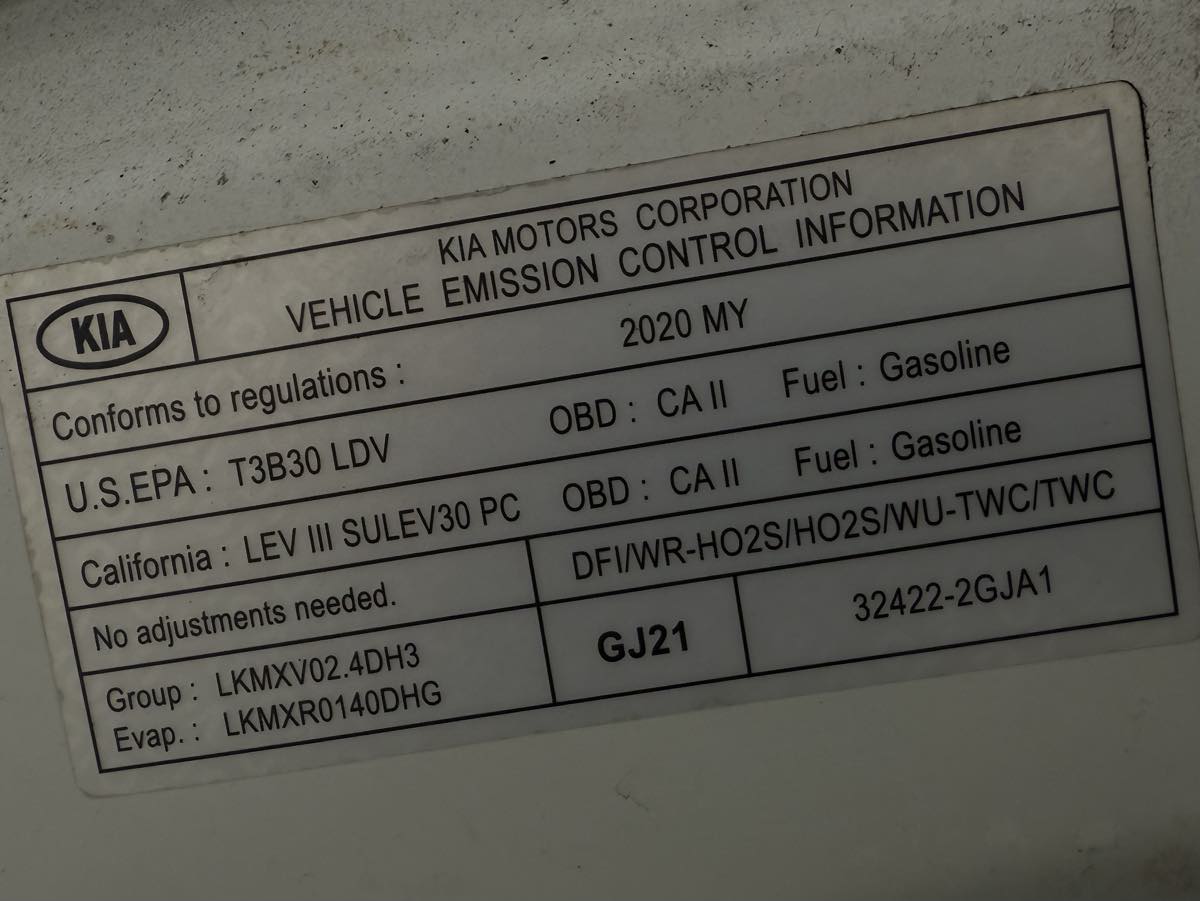 KIA
KIA MOTORS CORPORATION
VEHICLE EMISSION CONTROL INFORMATION
Conforms to regulations : 2020 MY
U.S.EPA : T3B30 LDV OBD : CA II Fuel : Gasoline
California : LEV III SULEV30 PC OBD : CA II Fuel : Gasoline
No adjustments needed. DFI/WR-HO2S/HO2S/WU-TWC/TWC
Group : LKMXV02.4DH3
Evap. : LKMXR0140DHG
GJ21
32422-2GJA1